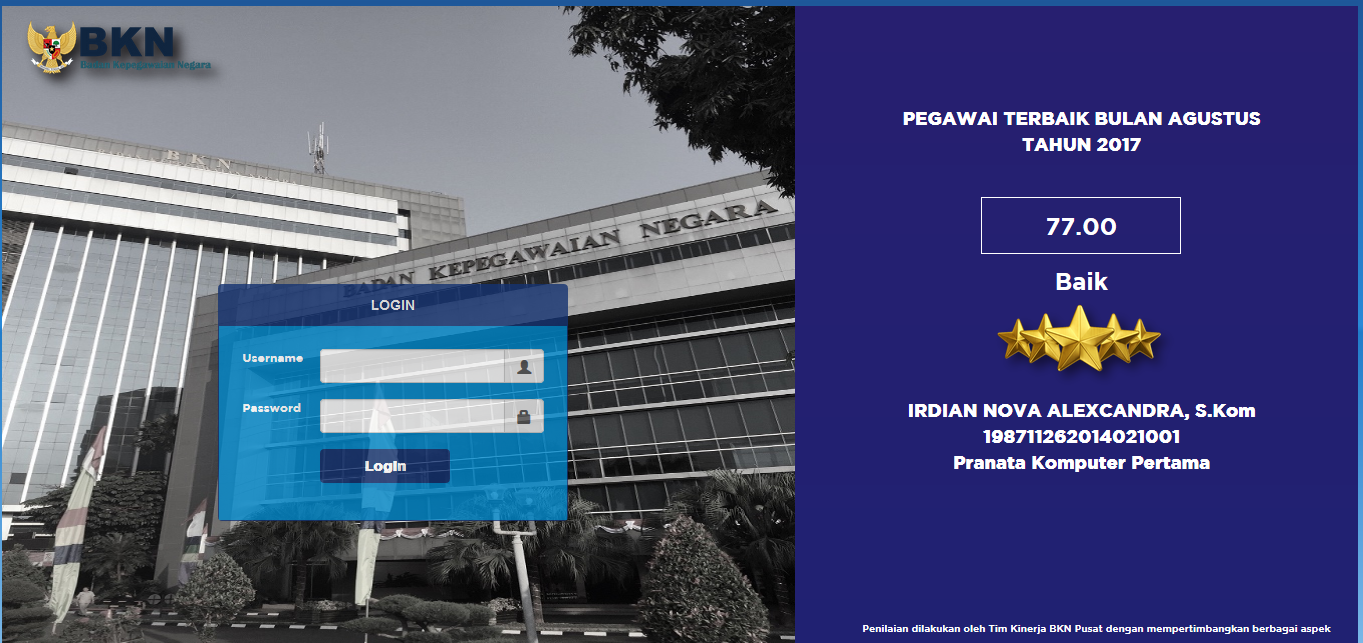 BKN
Badan Kepegawaian Negara
BKN
BADAN KEPEGAWAIAN NEGARA
LOGIN
Username
Password
Login
PEGAWAI TERBAIK BULAN AGUSTUS
TAHUN 2017
77.00
Baik
IRDIAN NOVA ALEXCANDRA, S.Kom
198711262014021001
Pranata Komputer Pertama
Penilaian dilakukan oleh Tim Kinerja BKN Pusat dengan mempertimbangkan berbagai aspek